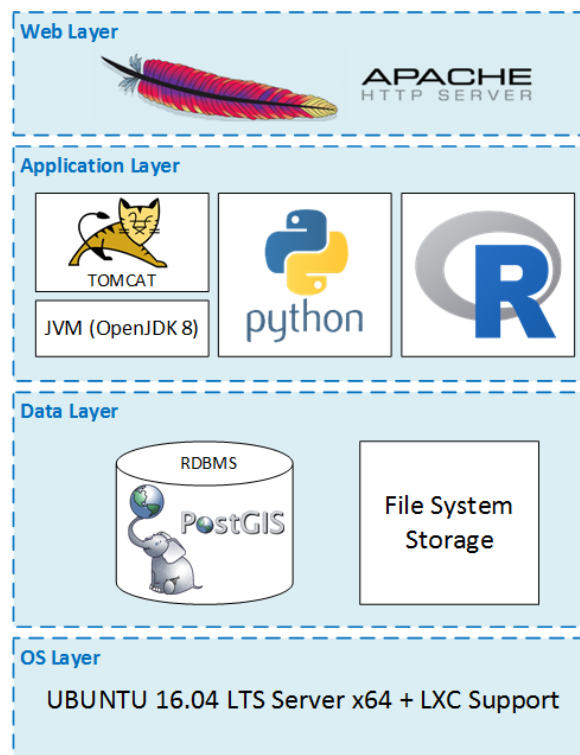 Web Layer
APACHE
HTTP SERVER
Application Layer
TOMCAT
JVM (OpenJDK 8)
python
R
Data Layer
RDBMS
PostGIS
File System
Storage
OS Layer
UBUNTU 16.04 LTS Server x64 + LXC Support